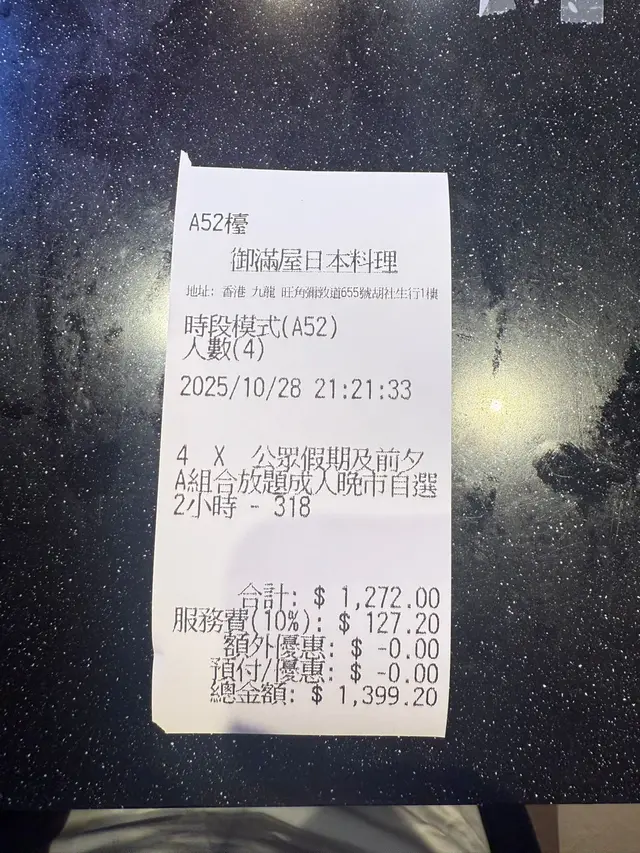 A52檯
御滿屋日本料理
地址: 香港 九龍 旺角彌敦道655號胡社生行1樓
時段模式(A52)
人數(4)
2025/10/28 21:21:33
4 X 公眾假期及前夕
A組合放題成人晚市自選
2小時 - 318
合計: $ 1,272.00
服務費(10%): $ 127.20
額外優惠: $ -0.00
預付/優惠: $ -0.00
總金額: $ 1,399.20